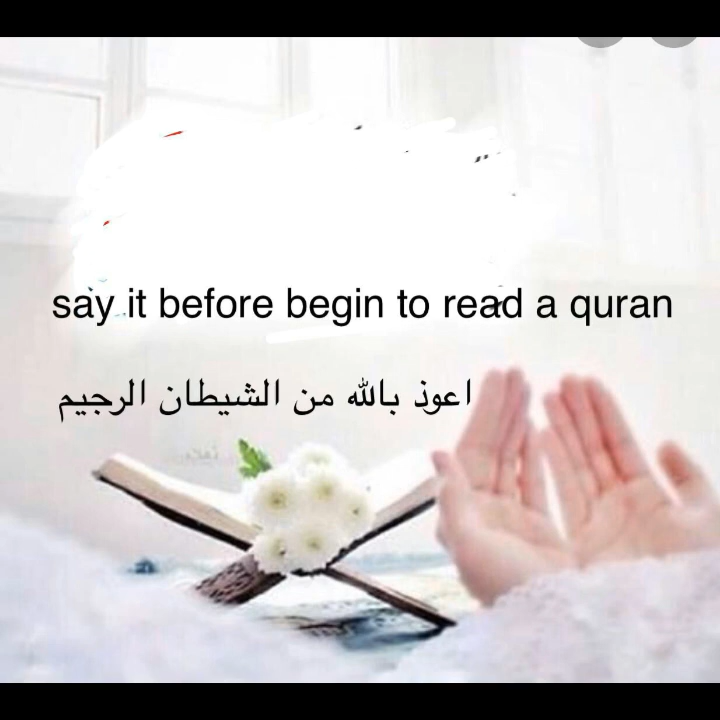 say it before begin to read a quran
اعوذ بالله من الشيطان الرجيم